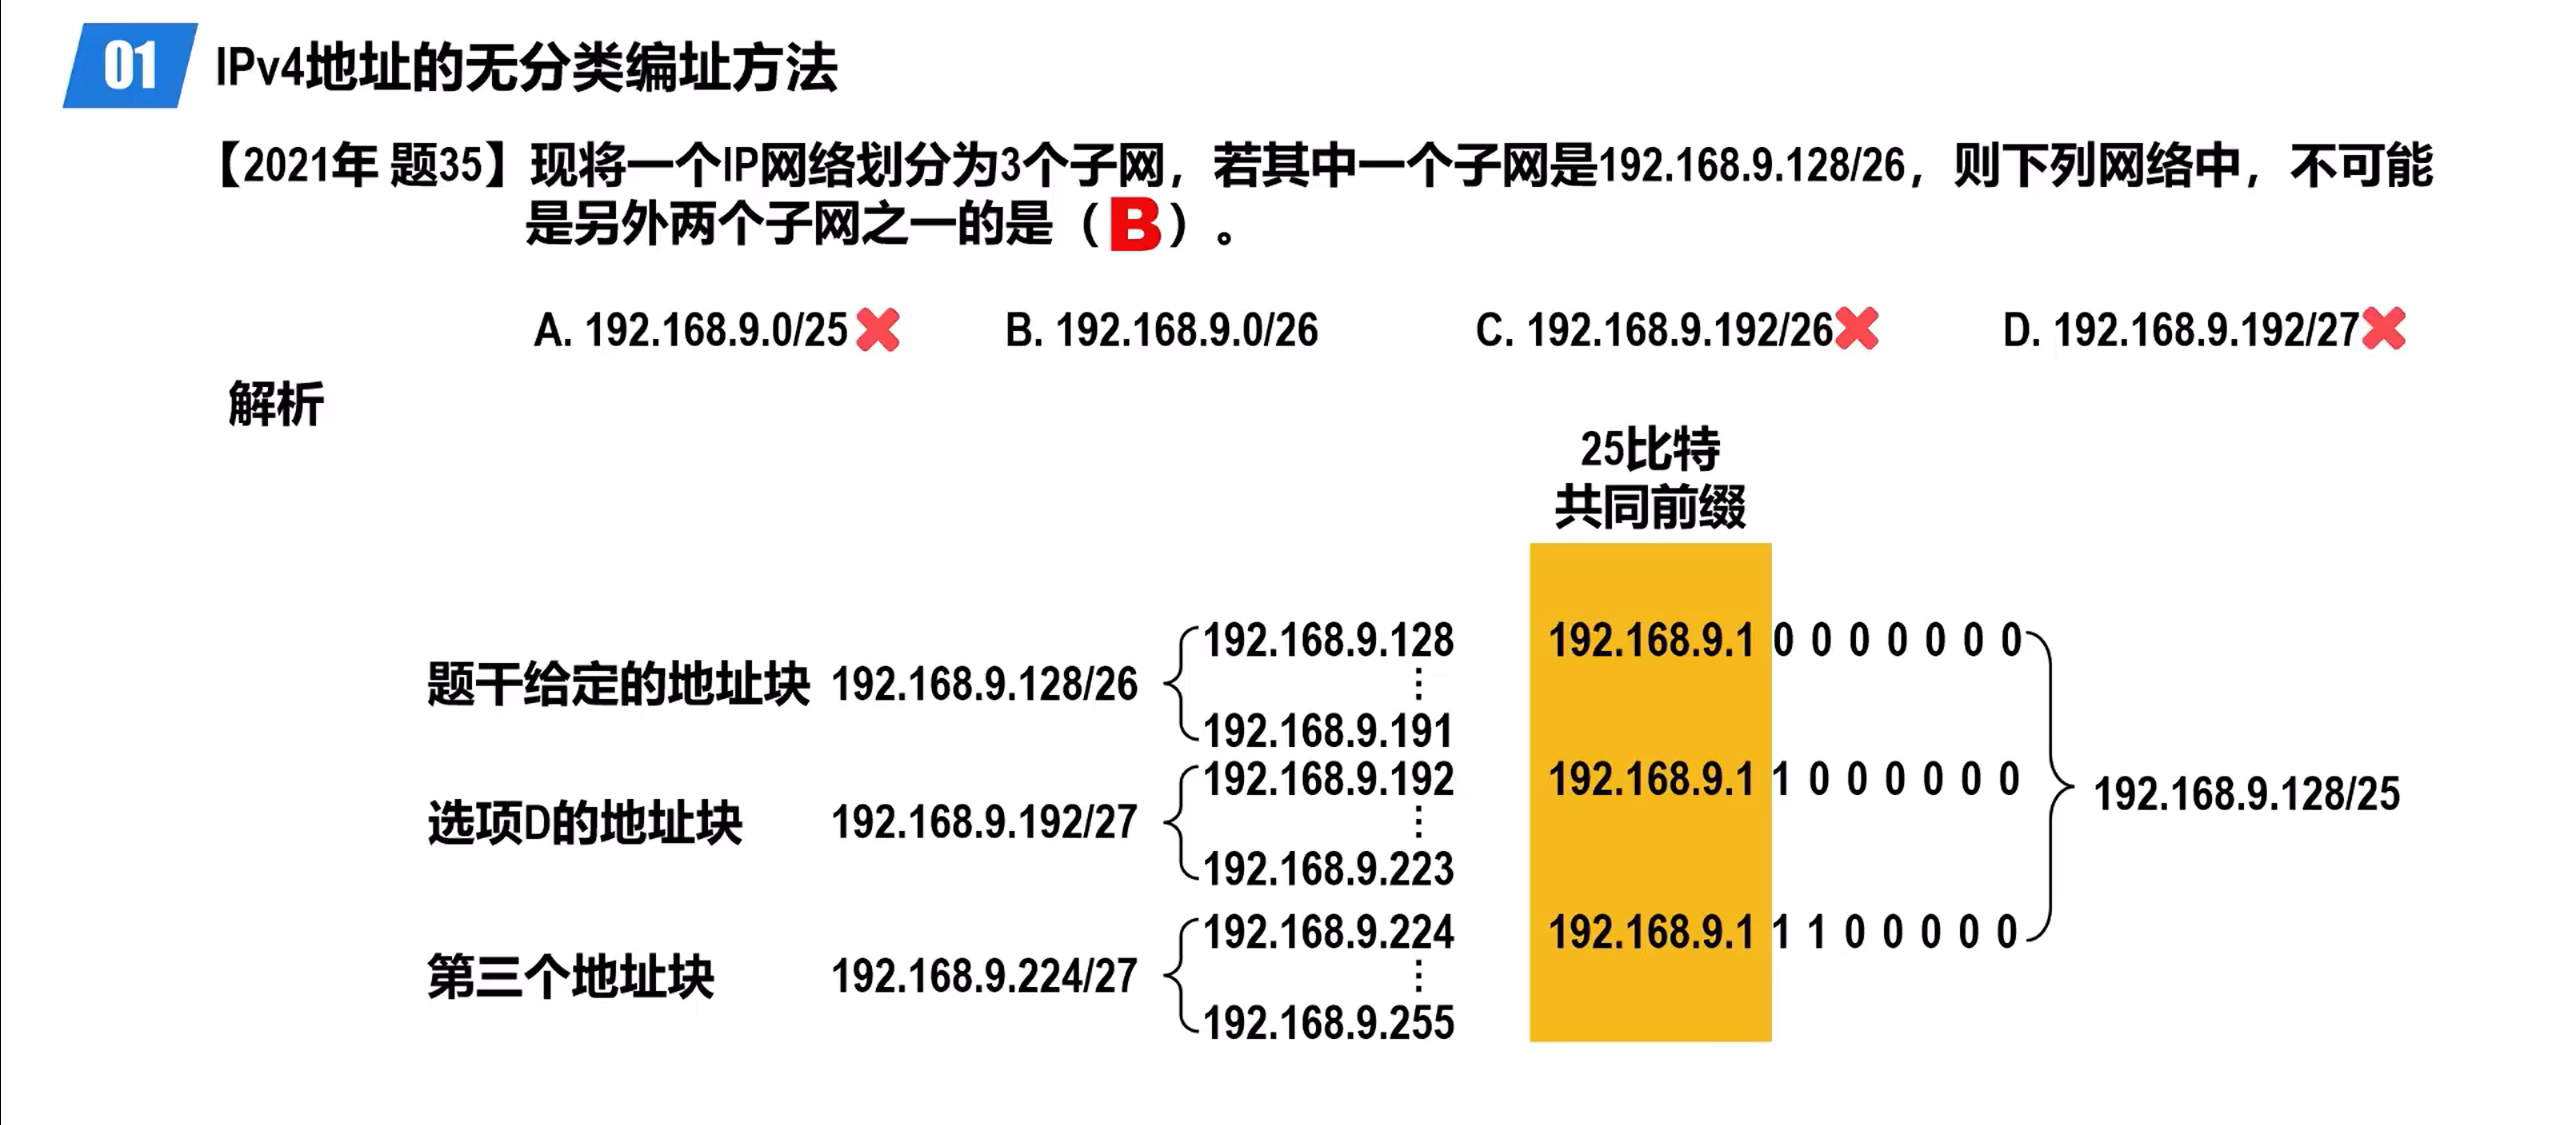 01 IPv4地址的无分类编址方法
【2021年 题35】现将一个IP网络划分为3个子网，若其中一个子网是192.168.9.128/26，则下列网络中，不可能
是另外两个子网之一的是（B）。
A. 192.168.9.0/25 B. 192.168.9.0/26 C. 192.168.9.192/26 D. 192.168.9.192/27
解析
25比特
共同前缀
192.168.9.128 192.168.9.1 0 0 0 0 0 0 0
题干给定的地址块 192.168.9.128/26 ⋮
192.168.9.191
192.168.9.192 192.168.9.1 1 0 0 0 0 0 0
192.168.9.128/25
选项D的地址块 192.168.9.192/27 ⋮
192.168.9.223
192.168.9.224 192.168.9.1 1 1 0 0 0 0 0
第三个地址块 192.168.9.224/27 ⋮
192.168.9.255